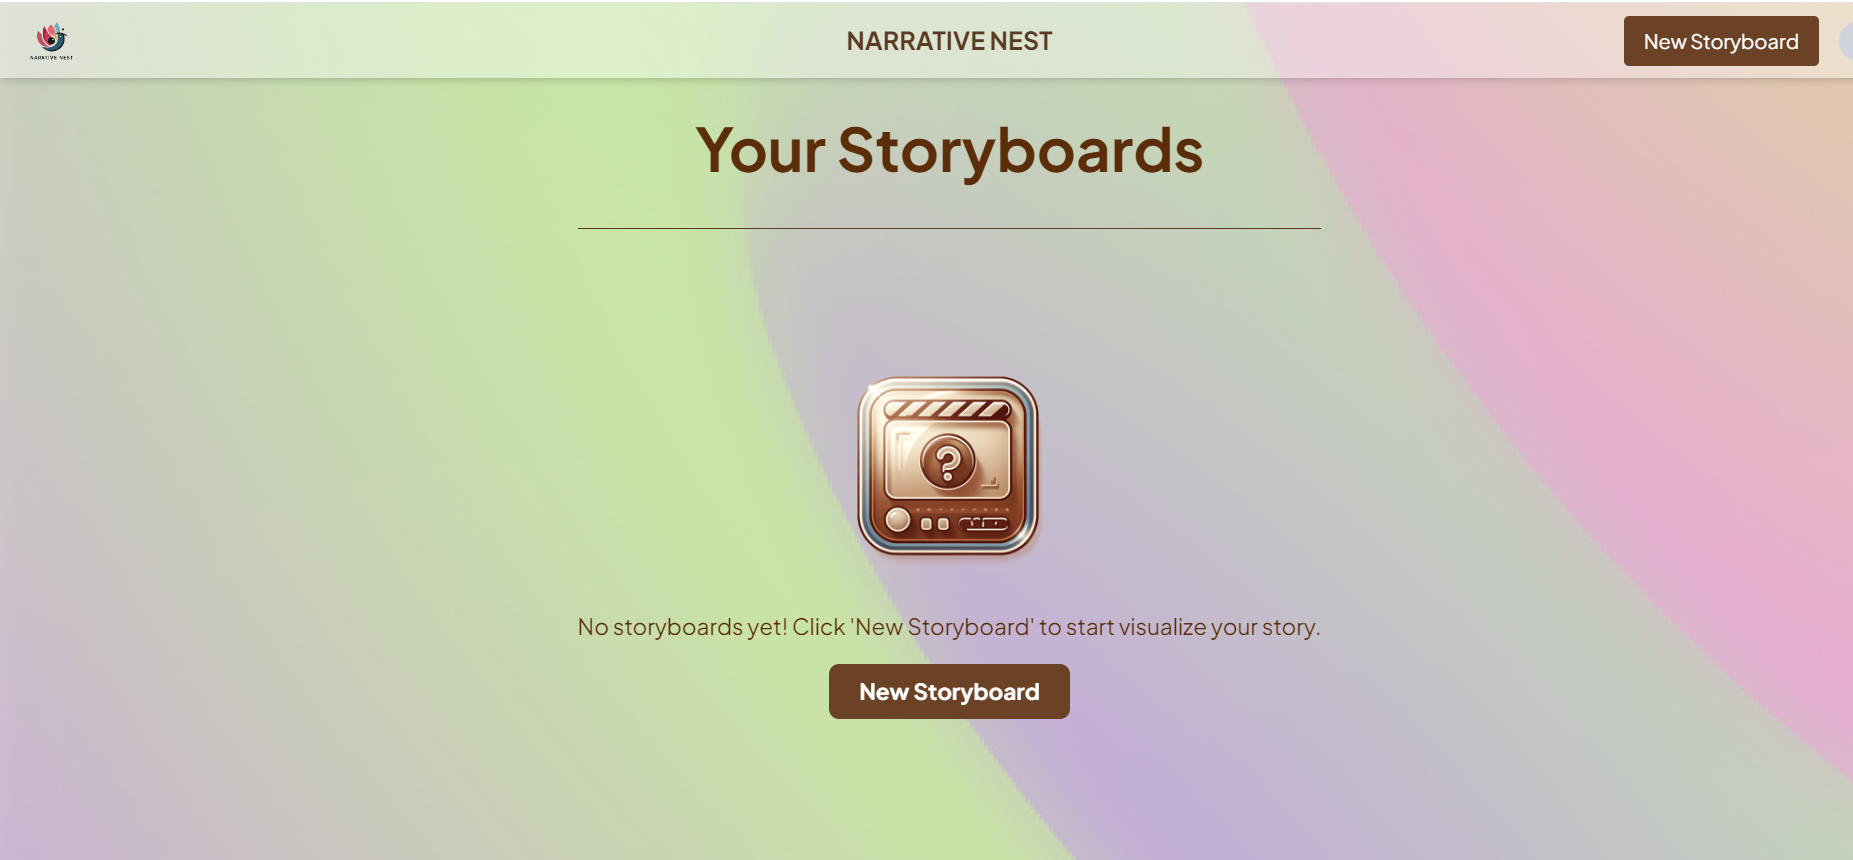 NARATIVE NEST
NARRATIVE NEST
New Storyboard
Your Storyboards
?
No storyboards yet! Click 'New Storyboard' to start visualize your story.
New Storyboard